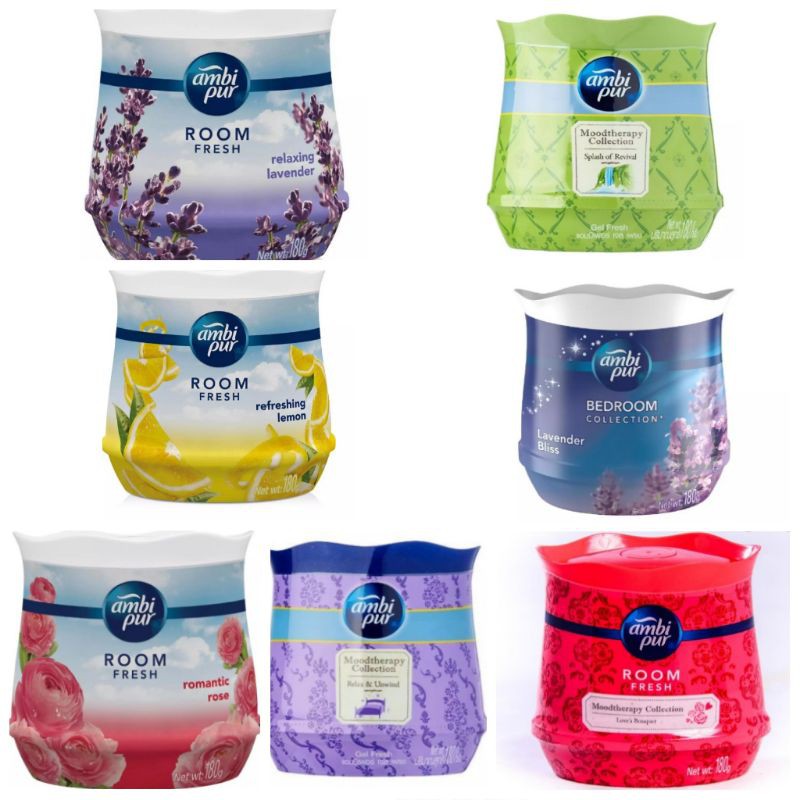 ambi
pur
ROOM
FRESH
relaxing
lavender
Net wt: 180g
ambi
pur
Moodtherapy
Collection
Splash of Revival
Gel Fresh
ambi
pur
ROOM
FRESH
refreshing
lemon
Net wt: 180g
ambi
pur
BEDROOM
COLLECTION*
Lavender
Bliss
Net wt: 180g
ambi
pur
ROOM
FRESH
romantic
rose
Net wt: 180g
ambi
pur
Moodtherapy
Collection
Relax & Unwind
Gel Fresh
ambi
pur
ROOM
FRESH
Moodtherapy Collection
Love's Bouquet
Net wt: 180g